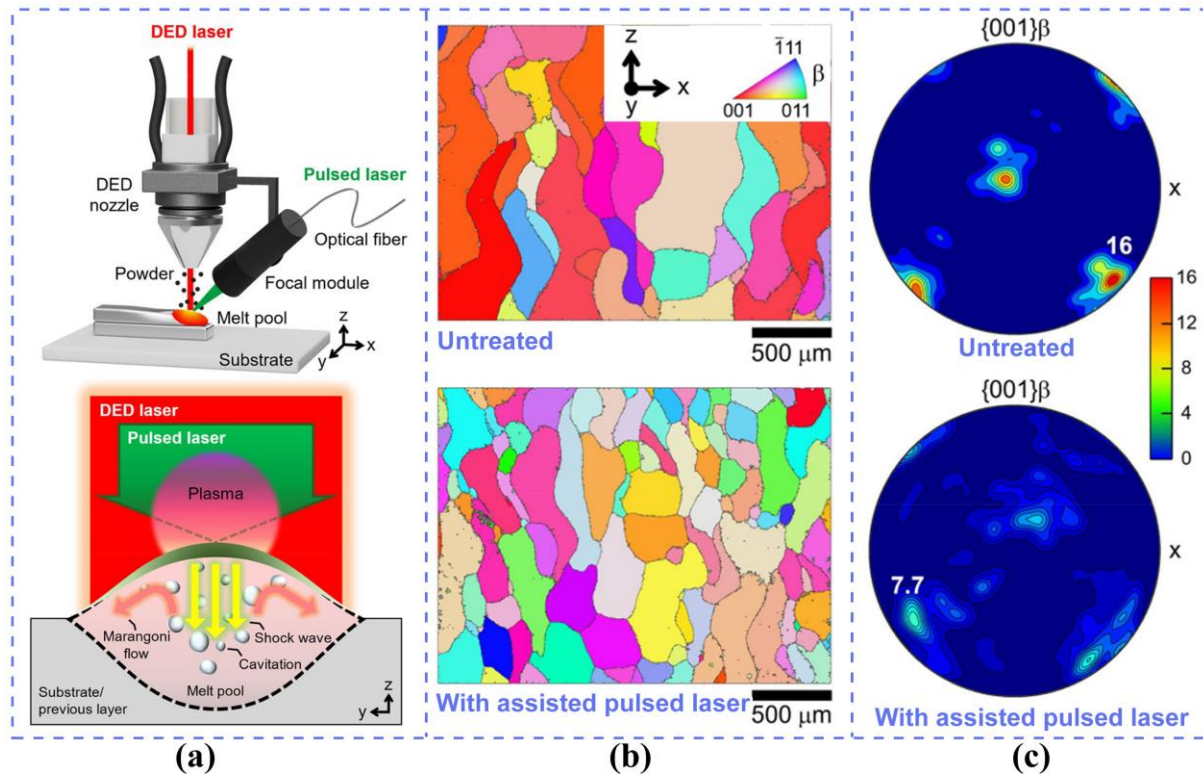 DED laser
Pulsed laser
DED
nozzle
Optical fiber
Powder
Focal module
Melt pool
Substrate
z
x
y
DED laser
Pulsed laser
Plasma
Marangoni
flow
Shock wave
Cavitation
Melt pool
Substrate/
previous layer
z
y
(a)
z
x
y
1̄11
β
001
011
Untreated
500 µm
With assisted pulsed laser
500 µm
(b)
{001}β
x
16
Untreated
16
12
8
4
0
{001}β
x
7.7
With assisted pulsed laser
(c)